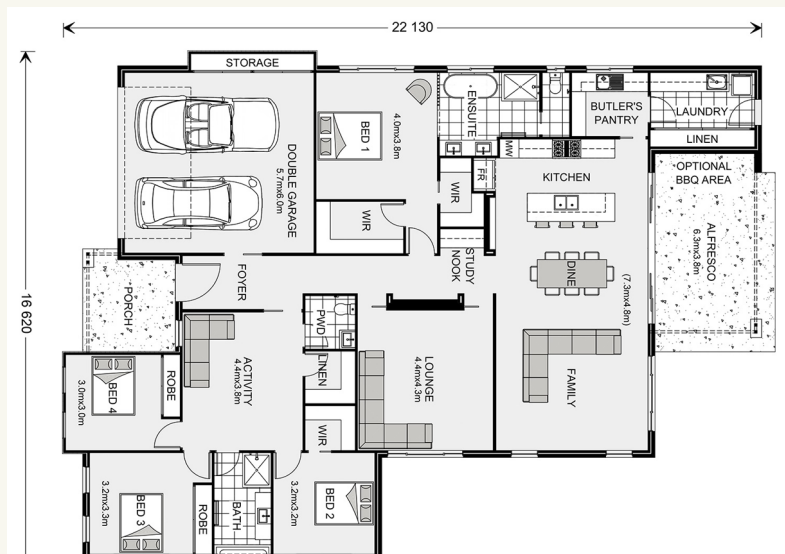 22 130
16 620
STORAGE
DOUBLE GARAGE
5.7mx6.0m
BED 1
4.0mx3.8m
ENSUITE
BUTLER'S
PANTRY
LAUNDRY
LINEN
MW
FR
KITCHEN
OPTIONAL
BBQ AREA
WIR
WIR
ALFRESCO
6.3mx3.8m
STUDY
NOOK
DINE
(7.3mx4.8m)
FOYER
PORCH
PWD
LINEN
ACTIVITY
4.4mx3.8m
LOUNGE
4.4mx4.3m
FAMILY
BED 4
3.0mx3.0m
ROBE
WIR
BED 3
3.2mx3.3m
ROBE
BATH
BED 2
3.2mx3.2m